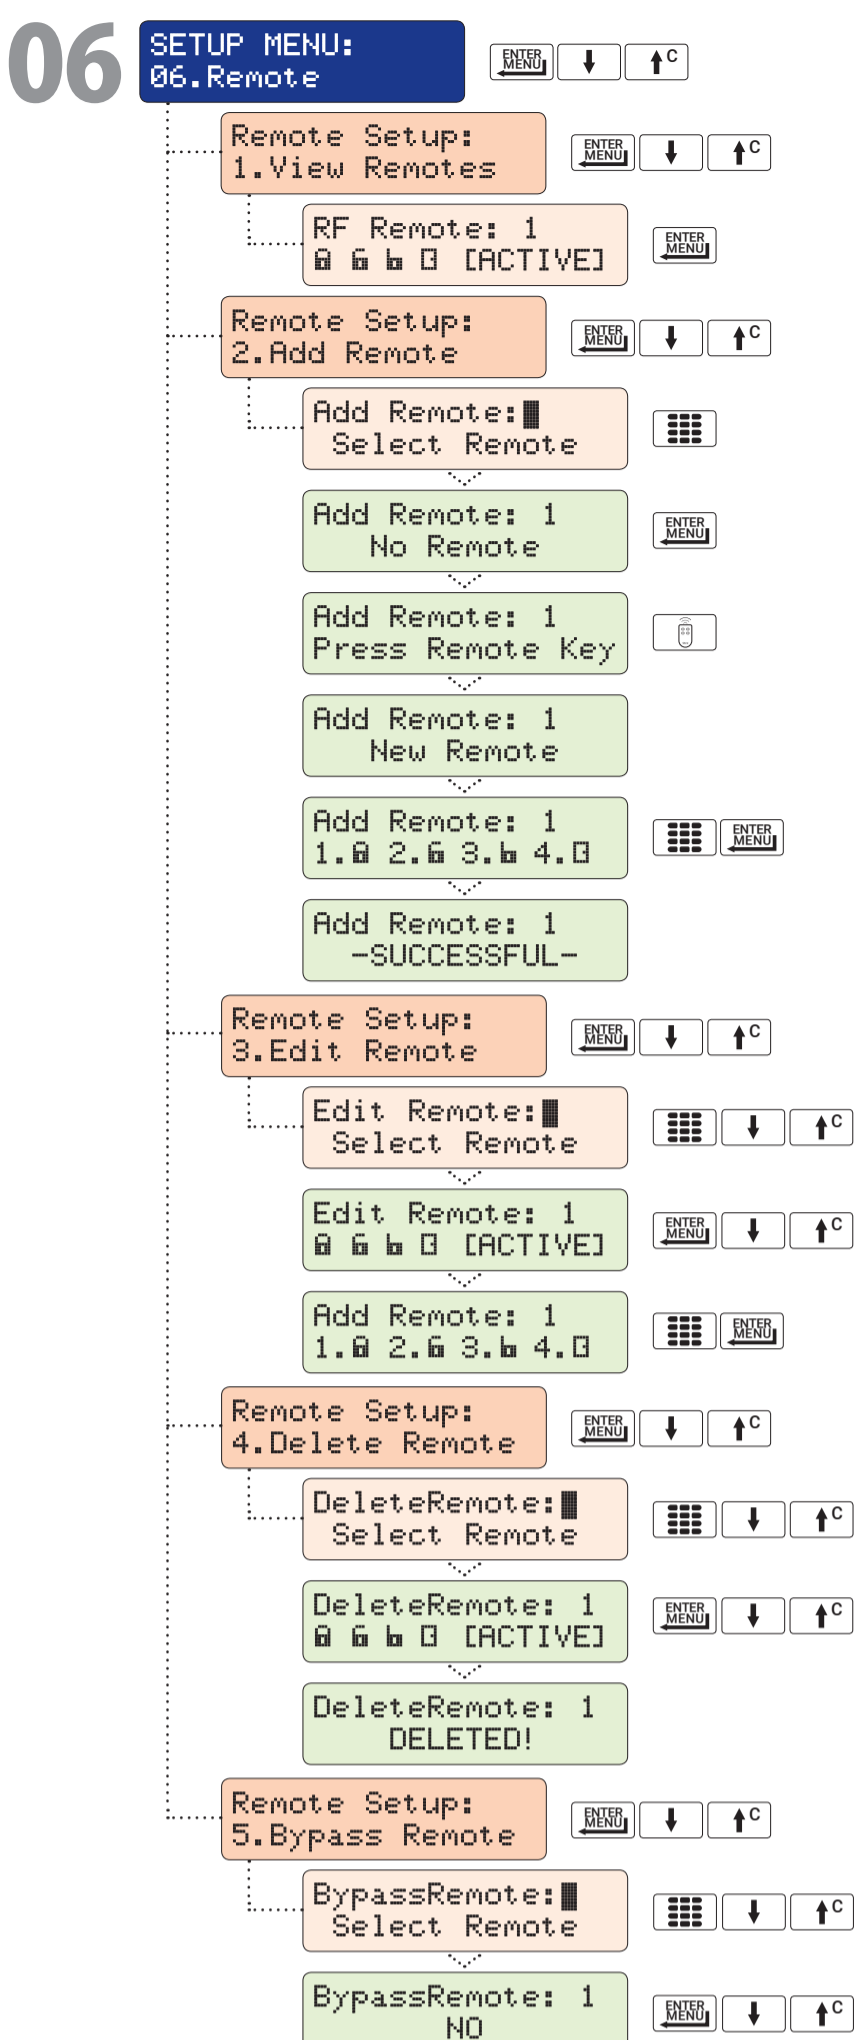 06
SETUP MENU:
06.Remote
ENTER
MENU
C
Remote Setup:
1.View Remotes
ENTER
MENU
C
RF Remote: 1
[ACTIVE]
ENTER
MENU
Remote Setup:
2.Add Remote
ENTER
MENU
C
Add Remote:
Select Remote
Add Remote: 1
No Remote
ENTER
MENU
Add Remote: 1
Press Remote Key
Add Remote: 1
New Remote
Add Remote: 1
1. 2. 3. 4.
ENTER
MENU
Add Remote: 1
-SUCCESSFUL-
Remote Setup:
3.Edit Remote
ENTER
MENU
C
Edit Remote:
Select Remote
C
Edit Remote: 1
[ACTIVE]
ENTER
MENU
C
Add Remote: 1
1. 2. 3. 4.
ENTER
MENU
Remote Setup:
4.Delete Remote
ENTER
MENU
C
DeleteRemote:
Select Remote
C
DeleteRemote: 1
[ACTIVE]
ENTER
MENU
C
DeleteRemote: 1
DELETED!
Remote Setup:
5.Bypass Remote
ENTER
MENU
C
BypassRemote:
Select Remote
C
BypassRemote: 1
NO
ENTER
MENU
C